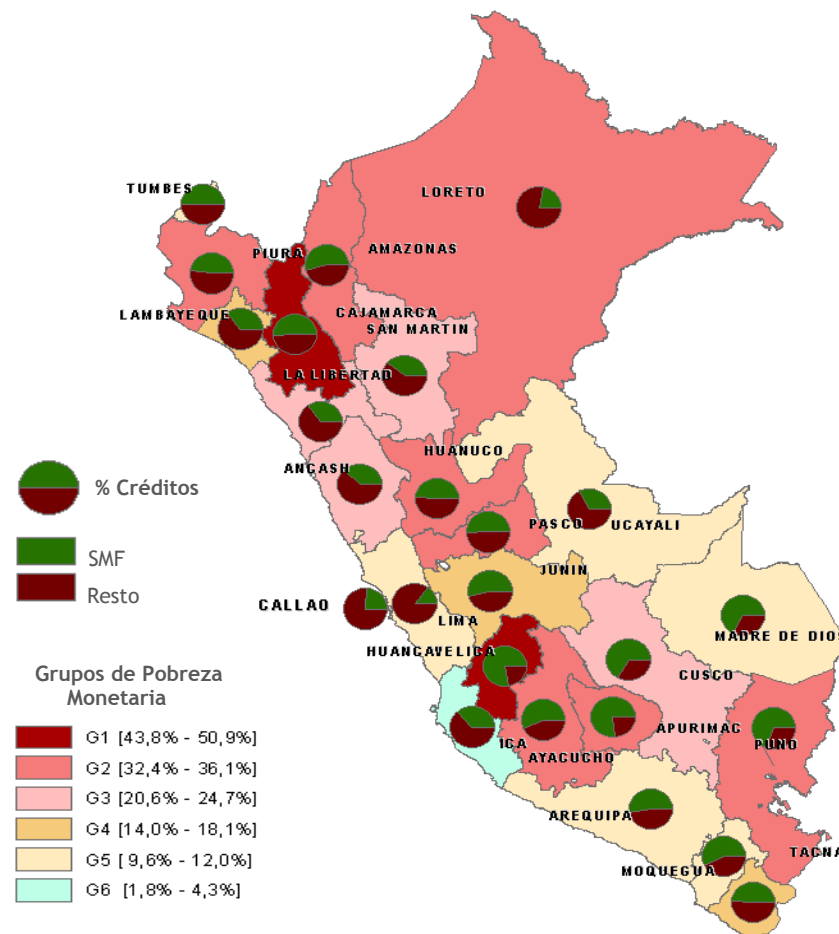 TUMBES
LORETO
PIURA
AMAZONAS
LAMBAYEQUE
CAJAMARCA
SAN MARTIN
LA LIBERTAD
HUANUCO
ANCASH
% Créditos
PASCO
UCAYALI
SMF
JUNIN
Resto
CALLAO
LIMA
MADRE DE DIOS
HUANCAVELICA
CUSCO
Grupos de Pobreza
Monetaria
APURIMAC
G1 [43,8% - 50,9%]
ICA
PUNO
AYACUCHO
G2 [32,4% - 36,1%]
G3 [20,6% - 24,7%]
AREQUIPA
G4 [14,0% - 18,1%]
TACNA
G5 [ 9,6% - 12,0%]
MOQUEGUA
G6 [1,8% - 4,3%]